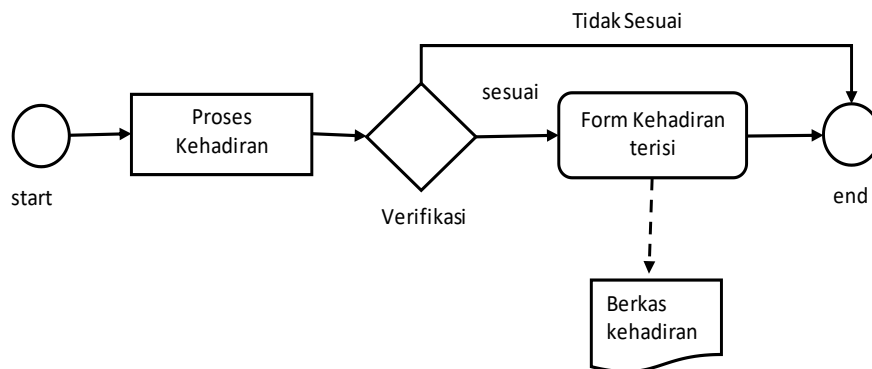 Tidak Sesuai
Proses
Kehadiran
sesuai
Form Kehadiran
terisi
start
Verifikasi
end
Berkas
kehadiran